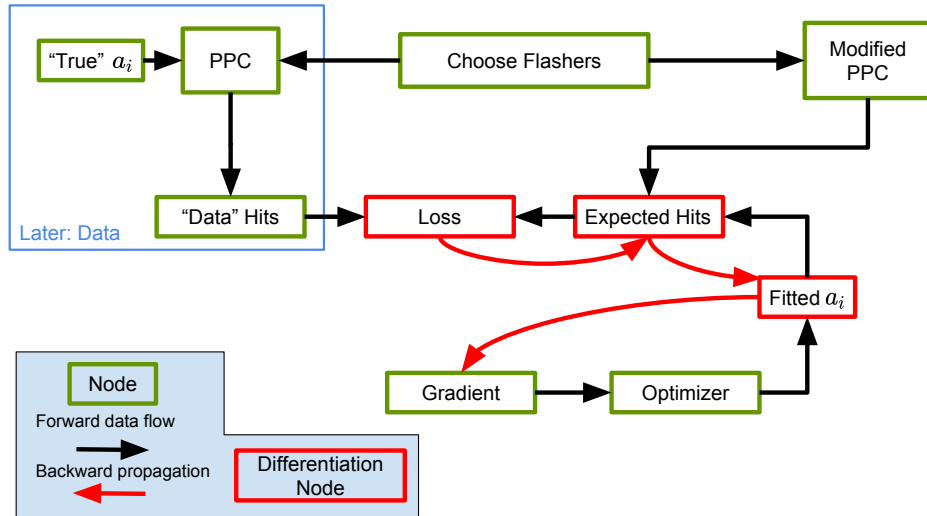 “True” a_i
PPC
Choose Flashers
Modified
PPC
“Data” Hits
Loss
Expected Hits
Later: Data
Fitted a_i
Gradient
Optimizer
Node
Forward data flow
Backward propagation
Differentiation
Node